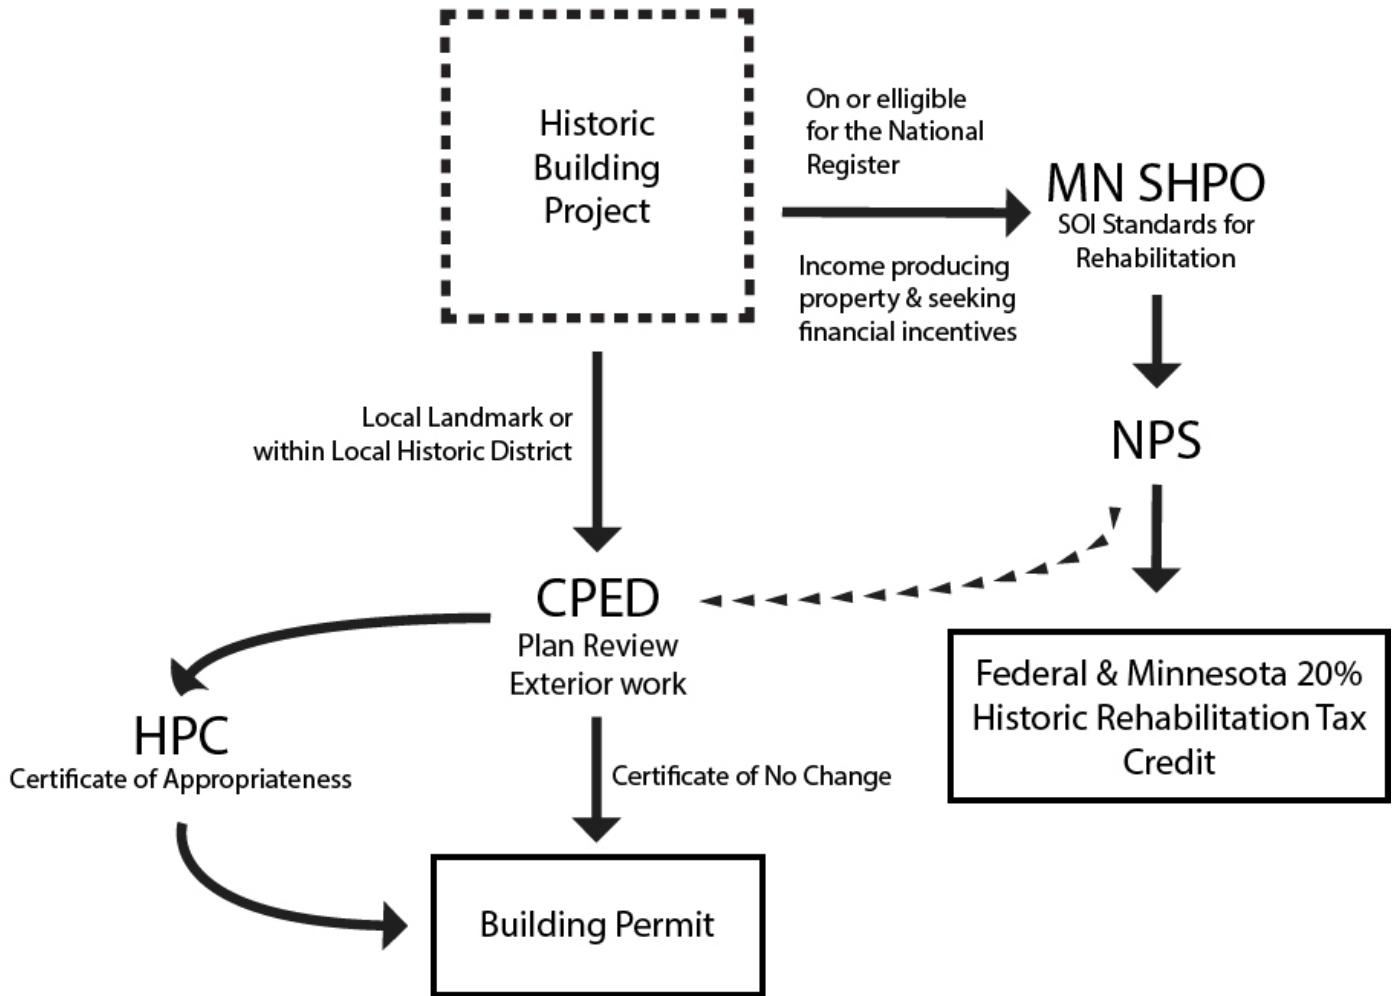 Historic
Building
Project
On or elligible
for the National
Register
MN SHPO
SOI Standards for
Rehabilitation
Income producing
property & seeking
financial incentives
Local Landmark or
within Local Historic District
NPS
CPED
Plan Review
Exterior work
Federal & Minnesota 20%
Historic Rehabilitation Tax
Credit
HPC
Certificate of Appropriateness
Certificate of No Change
Building Permit